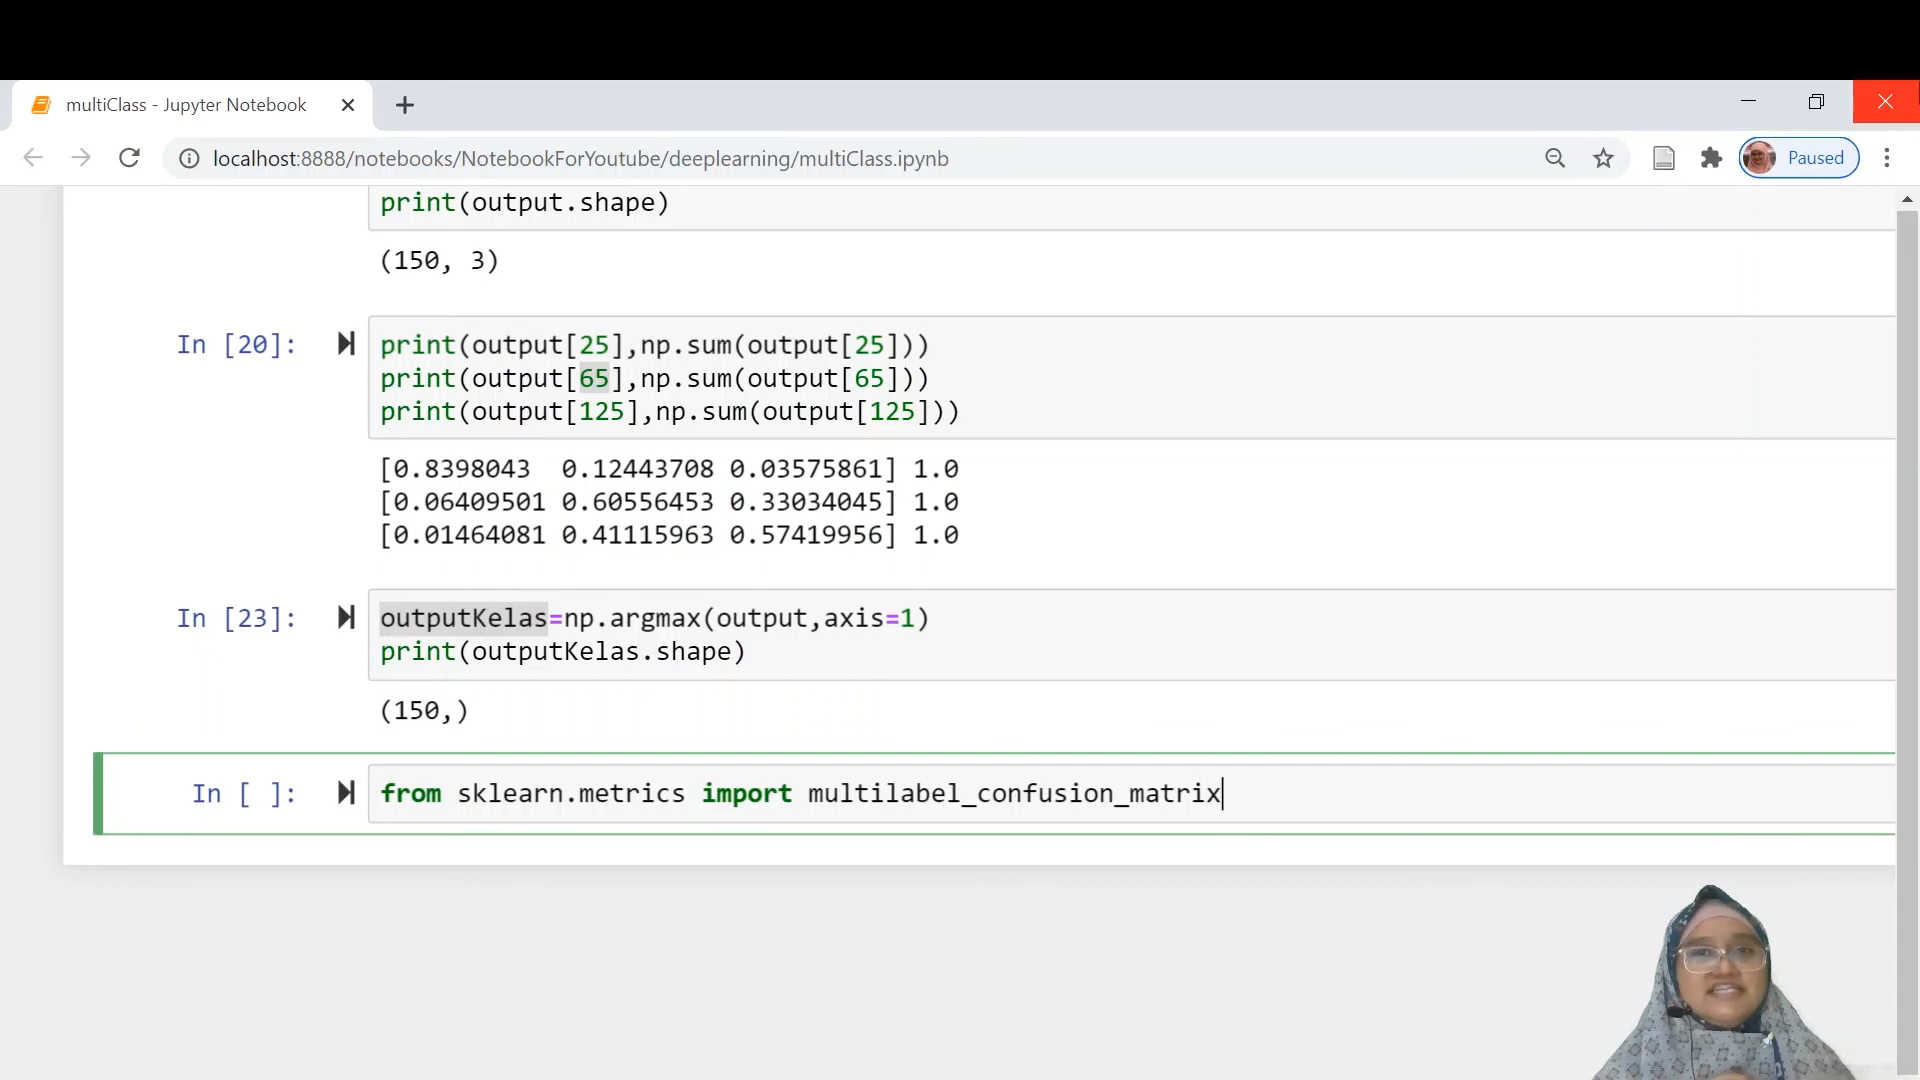 multiClass - Jupyter Notebook
localhost:8888/notebooks/NotebookForYoutube/deeplearning/multiClass.ipynb
Paused
print(output.shape)
(150, 3)
In [20]:
print(output[25],np.sum(output[25]))
print(output[65],np.sum(output[65]))
print(output[125],np.sum(output[125]))
[0.8398043  0.12443708 0.03575861] 1.0
[0.06409501 0.60556453 0.33034045] 1.0
[0.01464081 0.41115963 0.57419956] 1.0
In [23]:
outputKelas=np.argmax(output,axis=1)
print(outputKelas.shape)
(150,)
In [ ]:
from sklearn.metrics import multilabel_confusion_matrix